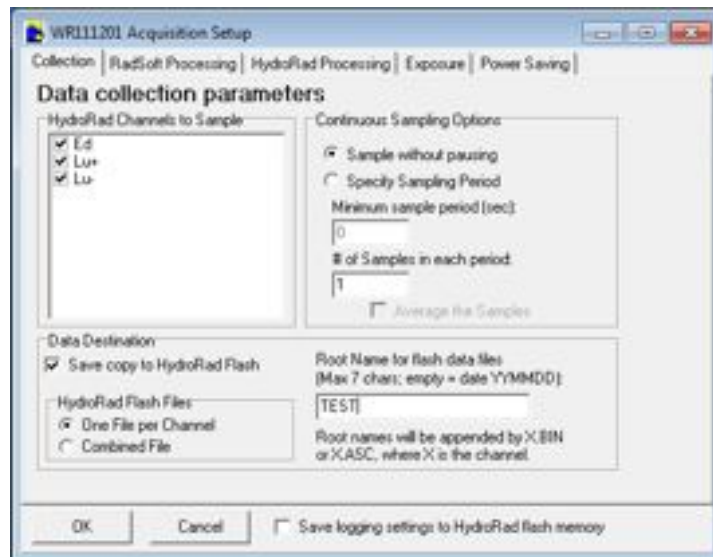 WR111201 Acquisition Setup
Collection RadSoft Processing HydroRad Processing Exposure Power Saving
Data collection parameters
HydroRad Channels to Sample
Ed
Lu+
Lu-
Continuous Sampling Options
Sample without pausing
Specify Sampling Period
Minimum sample period (sec):
0
# of Samples in each period:
1
Average the Samples
Data Destination
Save copy to HydroRad Flash
HydroRad Flash Files
One File per Channel
Combined File
Root Name for flash data files
(Max 7 chars; empty = date YYMMDD):
TEST
Root names will be appended by X.BIN
or X.ASC, where X is the channel.
OK Cancel Save logging settings to HydroRad flash memory